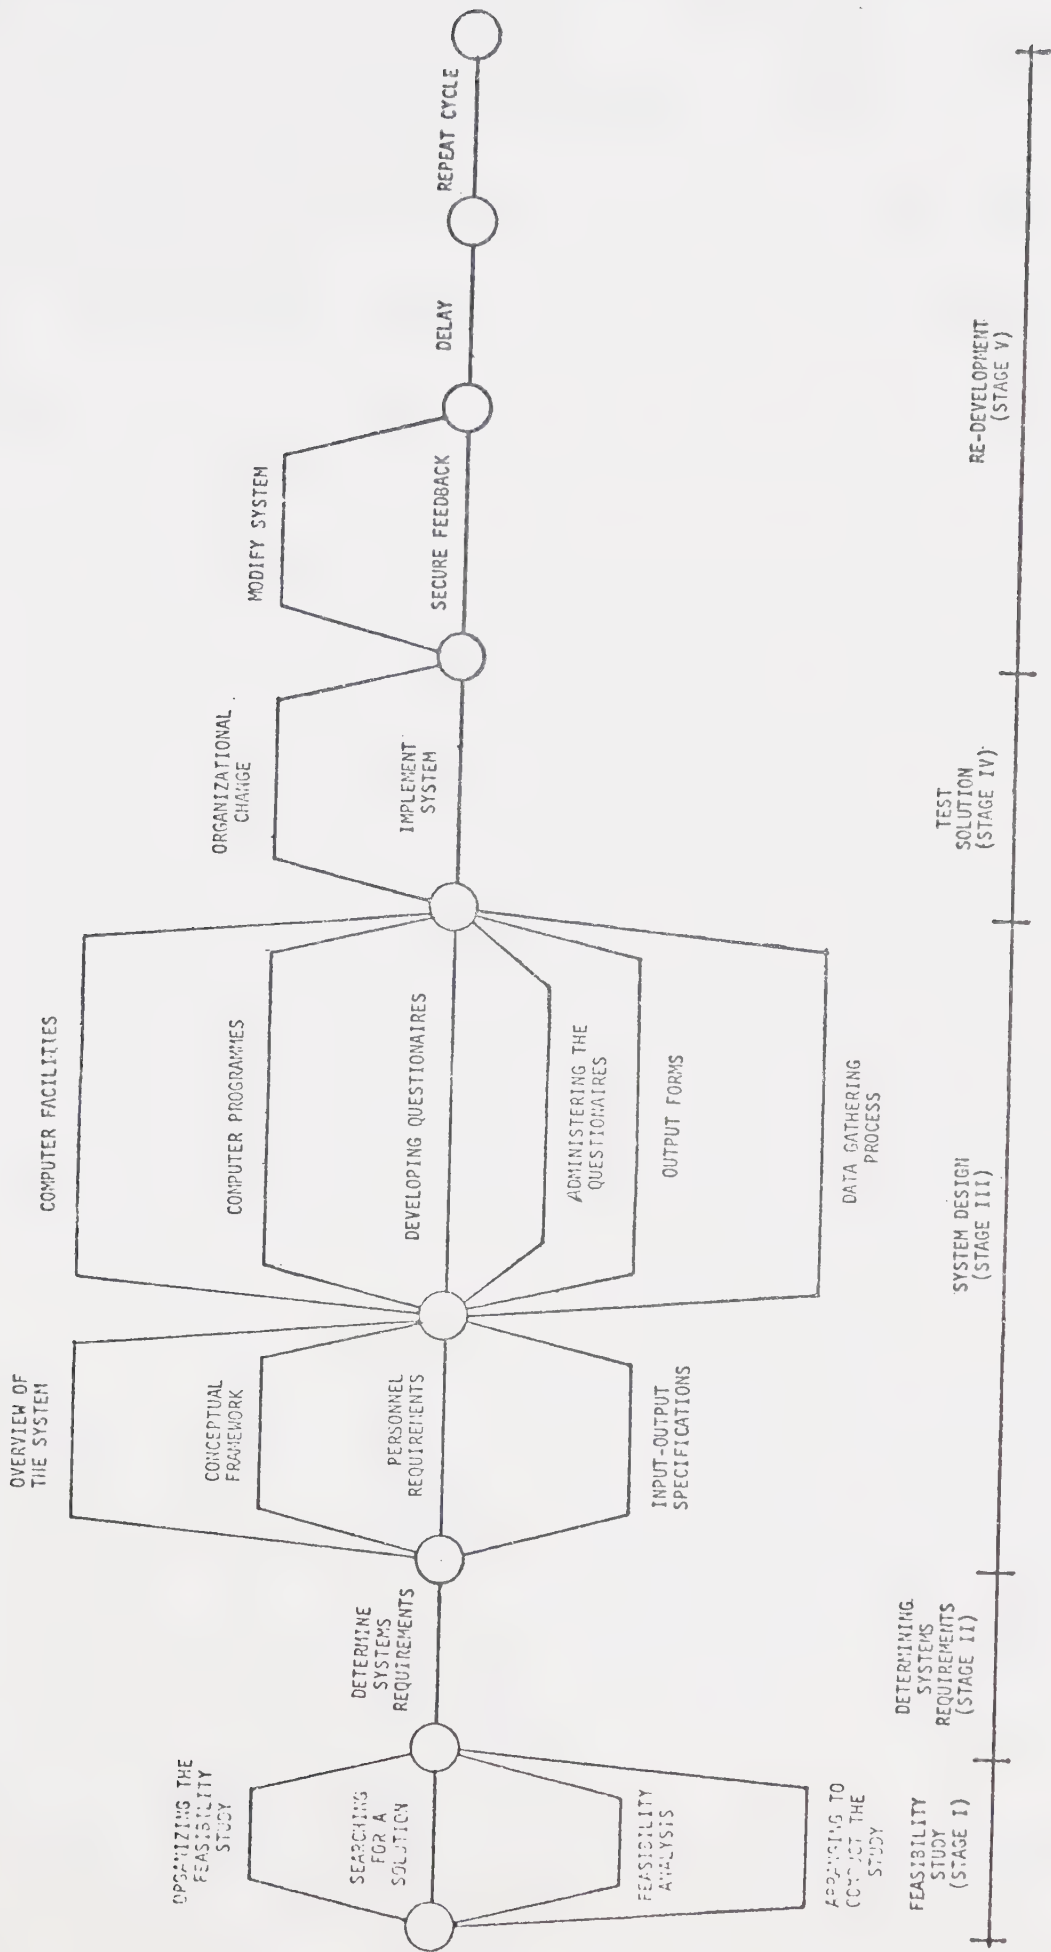 ORGANIZING THE
FEASIBILITY
STUDY
SEARCHING
FOR A
SOLUTION
FEASIBILITY
ANALYSIS
ARRANGING TO
CONDUCT THE
STUDY
DETERMINE
SYSTEMS
REQUIREMENTS
OVERVIEW OF
THE SYSTEM
CONCEPTUAL
FRAMEWORK
PERSONNEL
REQUIREMENTS
INPUT-OUTPUT
SPECIFICATIONS
COMPUTER FACILITIES
COMPUTER PROGRAMMES
DEVELOPING QUESTIONAIRES
ADMINISTERING THE
QUESTIONAIRES
OUTPUT FORMS
DATA GATHERING
PROCESS
ORGANIZATIONAL
CHANGE
IMPLEMENT
SYSTEM
MODIFY SYSTEM
SECURE FEEDBACK
DELAY
REPEAT CYCLE
FEASIBILITY
STUDY
(STAGE I)
DETERMINING
SYSTEMS
REQUIREMENTS
(STAGE II)
SYSTEM DESIGN
(STAGE III)
TEST
SOLUTION
(STAGE IV)
RE-DEVELOPMENT
(STAGE V)